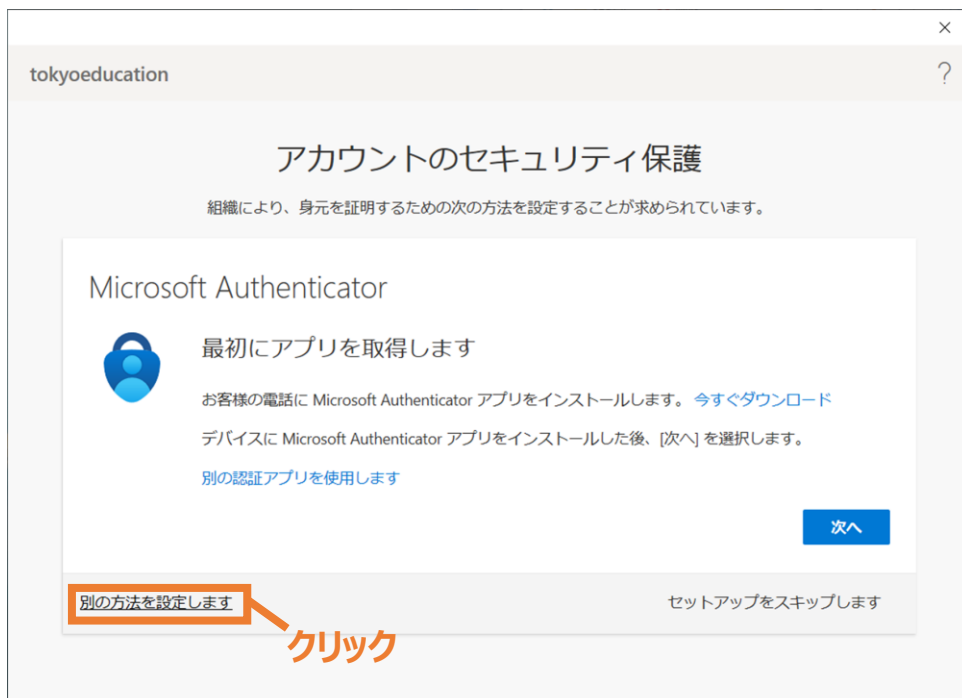 tokyoeducation
アカウントのセキュリティ保護
組織により、身元を証明するための次の方法を設定することが求められています。
Microsoft Authenticator
最初にアプリを取得します
お客様の電話に Microsoft Authenticator アプリをインストールします。 今すぐダウンロード
デバイスに Microsoft Authenticator アプリをインストールした後、[次へ] を選択します。
別の認証アプリを使用します
次へ
別の方法を設定します
セットアップをスキップします
クリック